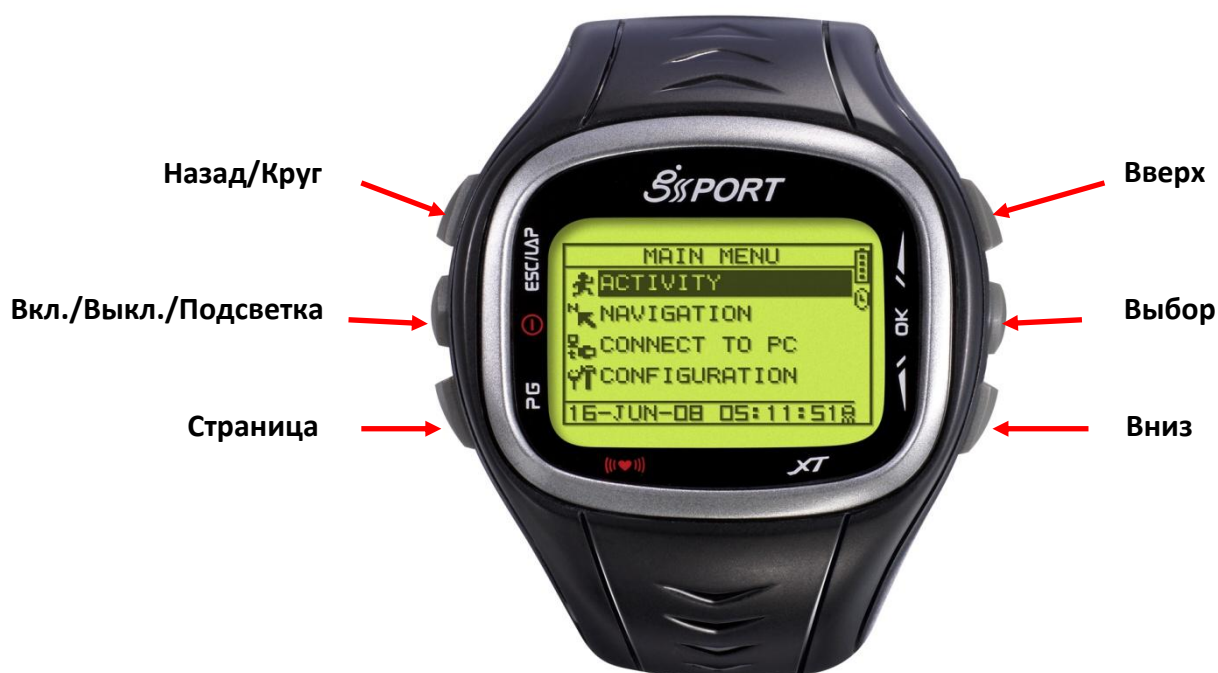 Назад/Круг
Вкл./Выкл./Подсветка
Страница
ESC/LAP
PG
SPORT
MAIN MENU
ACTIVITY
NAVIGATION
CONNECT TO PC
CONFIGURATION
16-JUN-08 05:11:51
XT
OK
Вверх
Выбор
Вниз